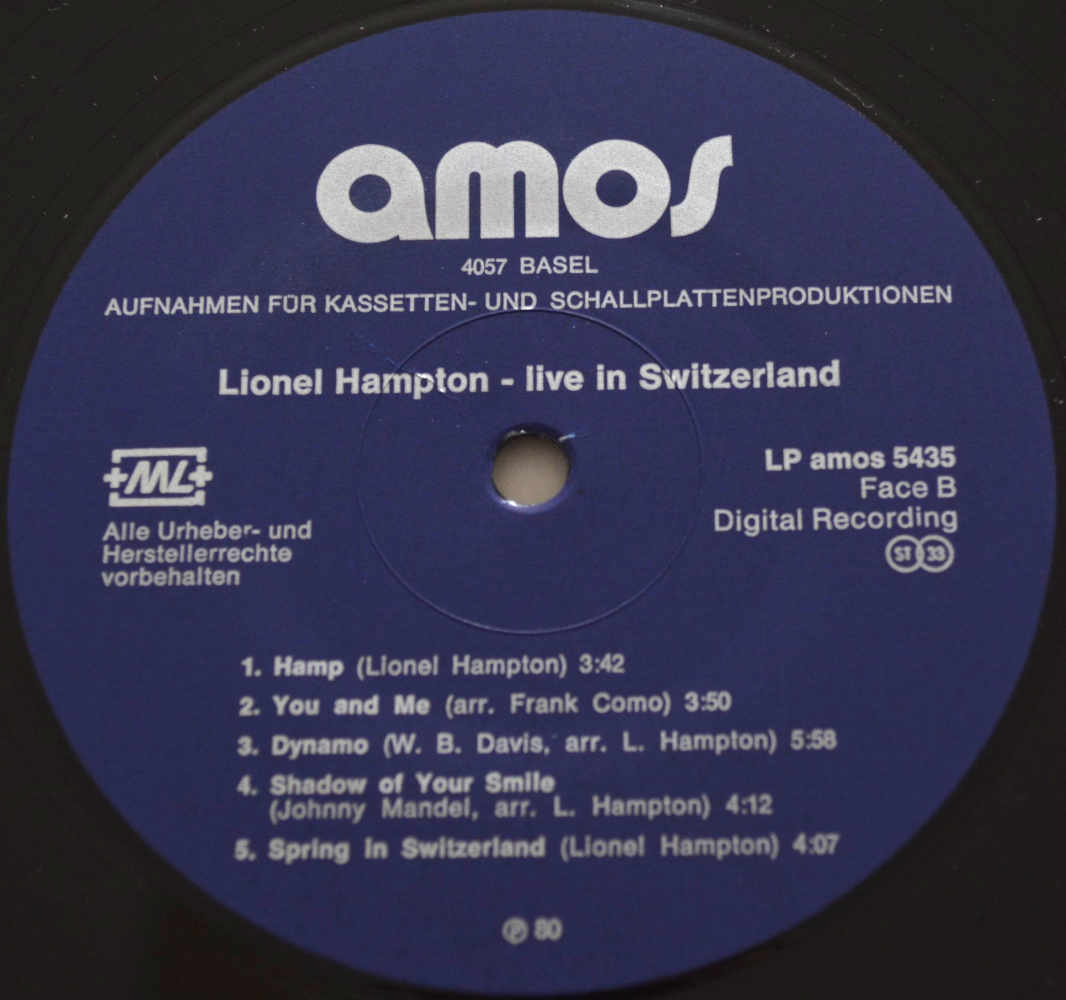 amos
4057 BASEL
AUFNAHMEN FÜR KASSETTEN- UND SCHALLPLATTENPRODUKTIONEN
Lionel Hampton - live in Switzerland
ML
Alle Urheber- und
Herstellerrechte
vorbehalten
LP amos 5435
Face B
Digital Recording
ST 33
1. Hamp (Lionel Hampton) 3:42
2. You and Me (arr. Frank Como) 3:50
3. Dynamo (W. B. Davis, arr. L. Hampton) 5:58
4. Shadow of Your Smile
(Johnny Mandel, arr. L. Hampton) 4:12
5. Spring in Switzerland (Lionel Hampton) 4:07
℗ 80